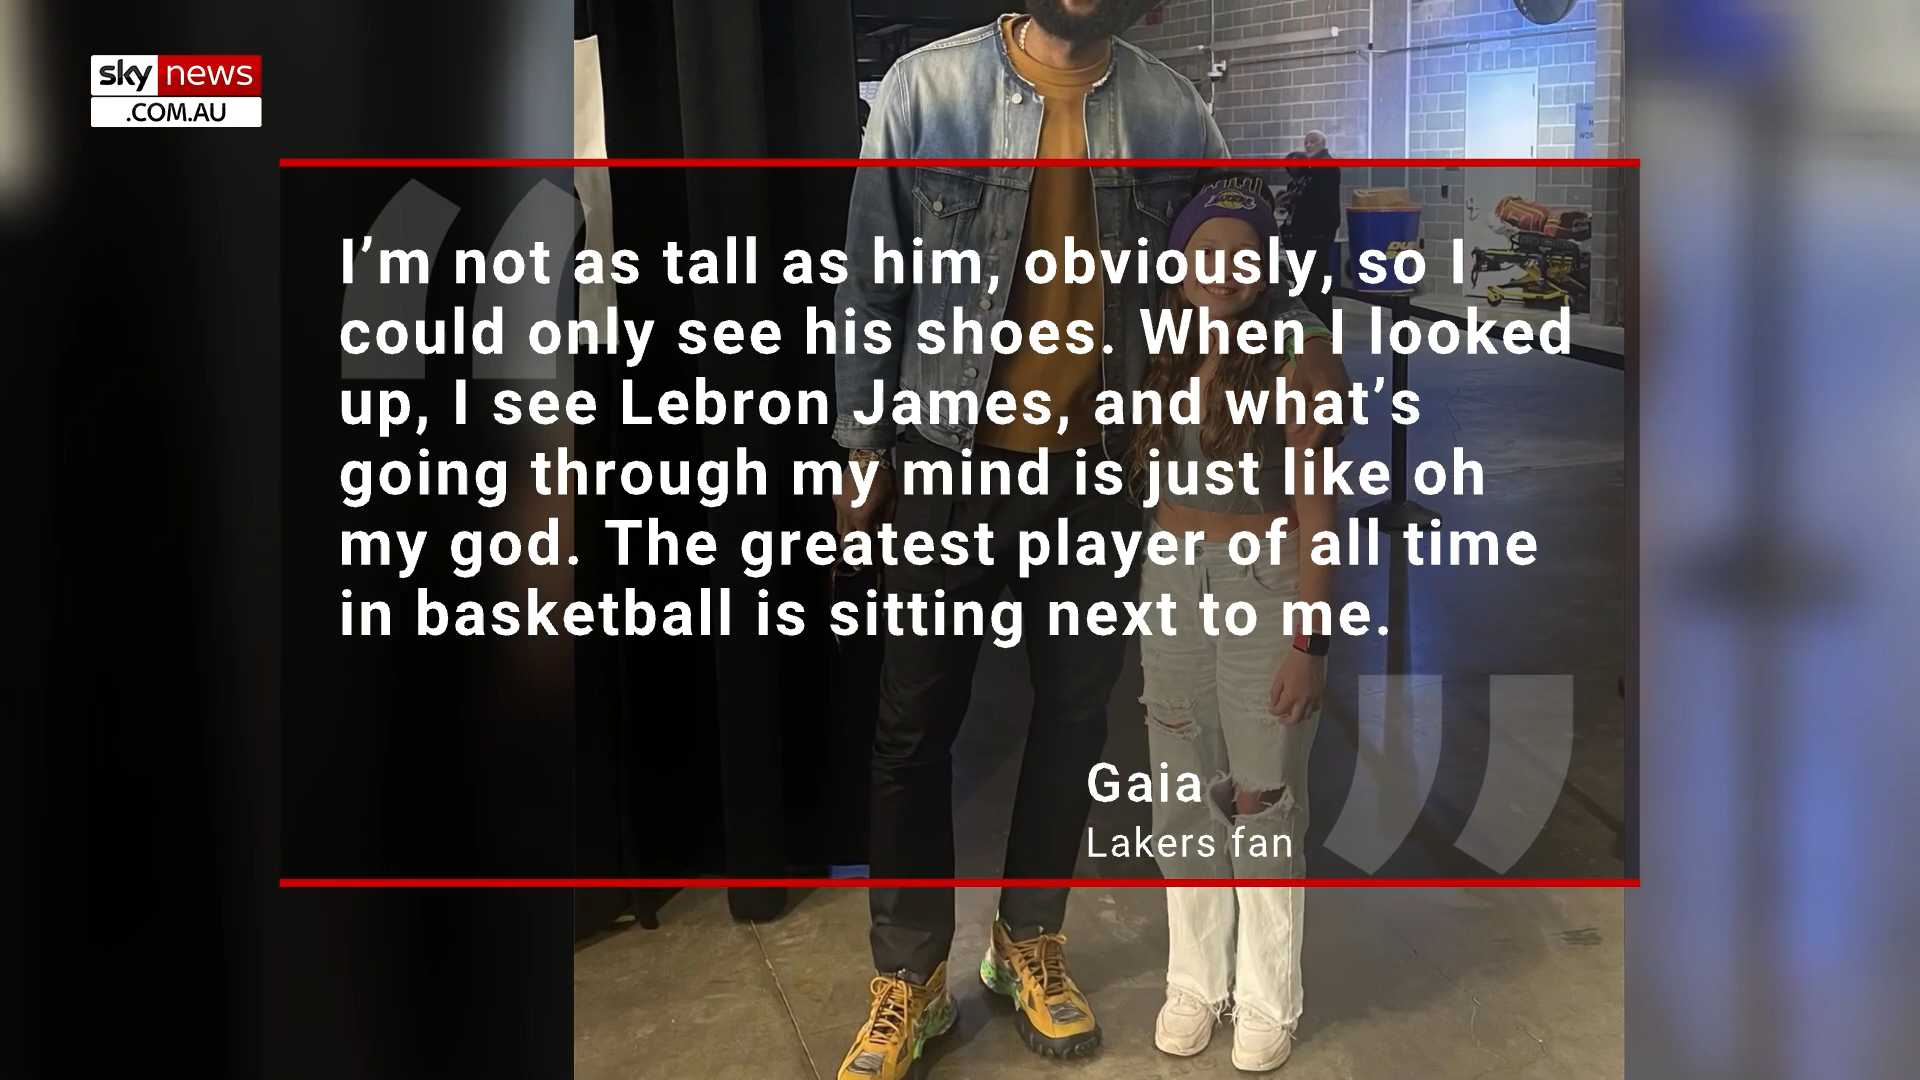 sky news
.COM.AU
I’m not as tall as him, obviously, so I
could only see his shoes. When I looked
up, I see Lebron James, and what’s
going through my mind is just like oh
my god. The greatest player of all time
in basketball is sitting next to me.
Gaia
Lakers fan